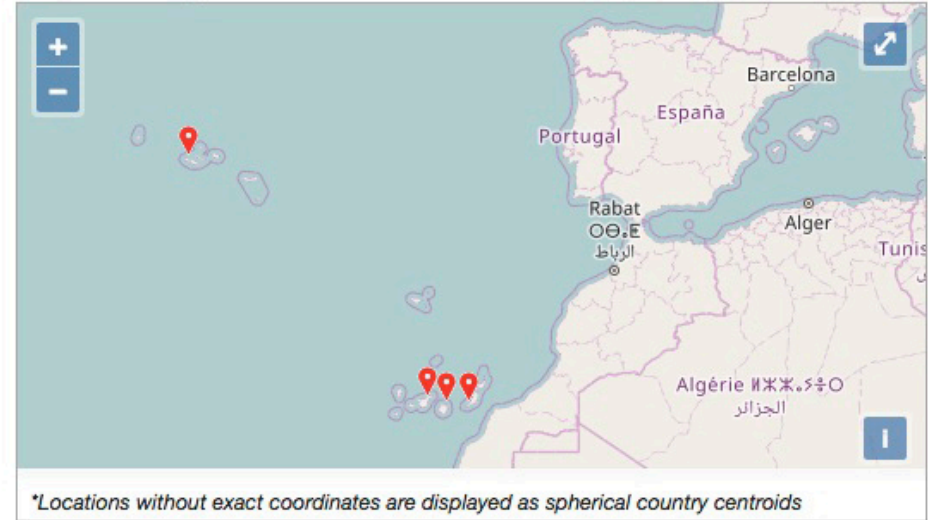 +
−
Barcelona
España
Portugal
Rabat
ⵔⴱⴰⵟ
الرباط
Alger
Tunis
Algérie ⵍⵣⵣⴰⵢⴻⵔ
الجزائر
i
*Locations without exact coordinates are displayed as spherical country centroids